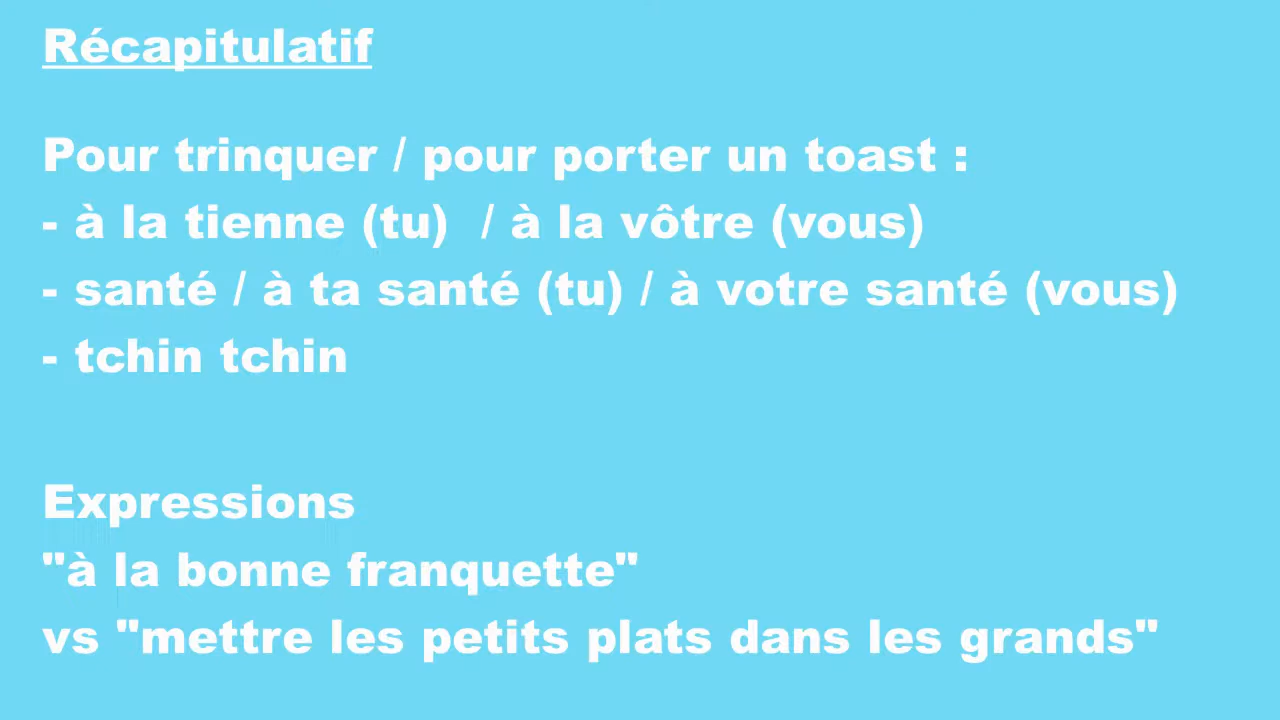 Récapitulatif
Pour trinquer / pour porter un toast :
- à la tienne (tu)  / à la vôtre (vous)
- santé / à ta santé (tu) / à votre santé (vous)
- tchin tchin
Expressions
"à la bonne franquette"
vs "mettre les petits plats dans les grands"